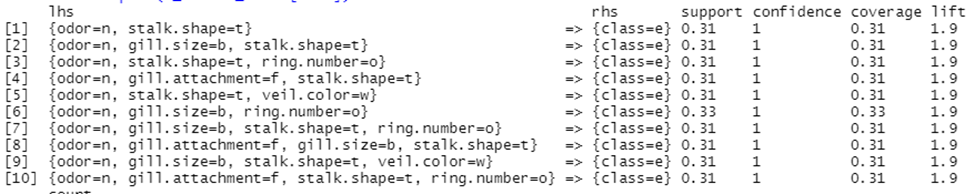 lhs rhs support confidence coverage lift
[1] {odor=n, stalk.shape=t} => {class=e} 0.31 1 0.31 1.9
[2] {odor=n, gill.size=b, stalk.shape=t} => {class=e} 0.31 1 0.31 1.9
[3] {odor=n, stalk.shape=t, ring.number=o} => {class=e} 0.31 1 0.31 1.9
[4] {odor=n, gill.attachment=f, stalk.shape=t} => {class=e} 0.31 1 0.31 1.9
[5] {odor=n, stalk.shape=t, veil.color=w} => {class=e} 0.31 1 0.31 1.9
[6] {odor=n, gill.size=b, ring.number=o} => {class=e} 0.33 1 0.33 1.9
[7] {odor=n, gill.size=b, stalk.shape=t, ring.number=o} => {class=e} 0.31 1 0.31 1.9
[8] {odor=n, gill.attachment=f, gill.size=b, stalk.shape=t} => {class=e} 0.31 1 0.31 1.9
[9] {odor=n, gill.size=b, stalk.shape=t, veil.color=w} => {class=e} 0.31 1 0.31 1.9
[10] {odor=n, gill.attachment=f, stalk.shape=t, ring.number=o} => {class=e} 0.31 1 0.31 1.9